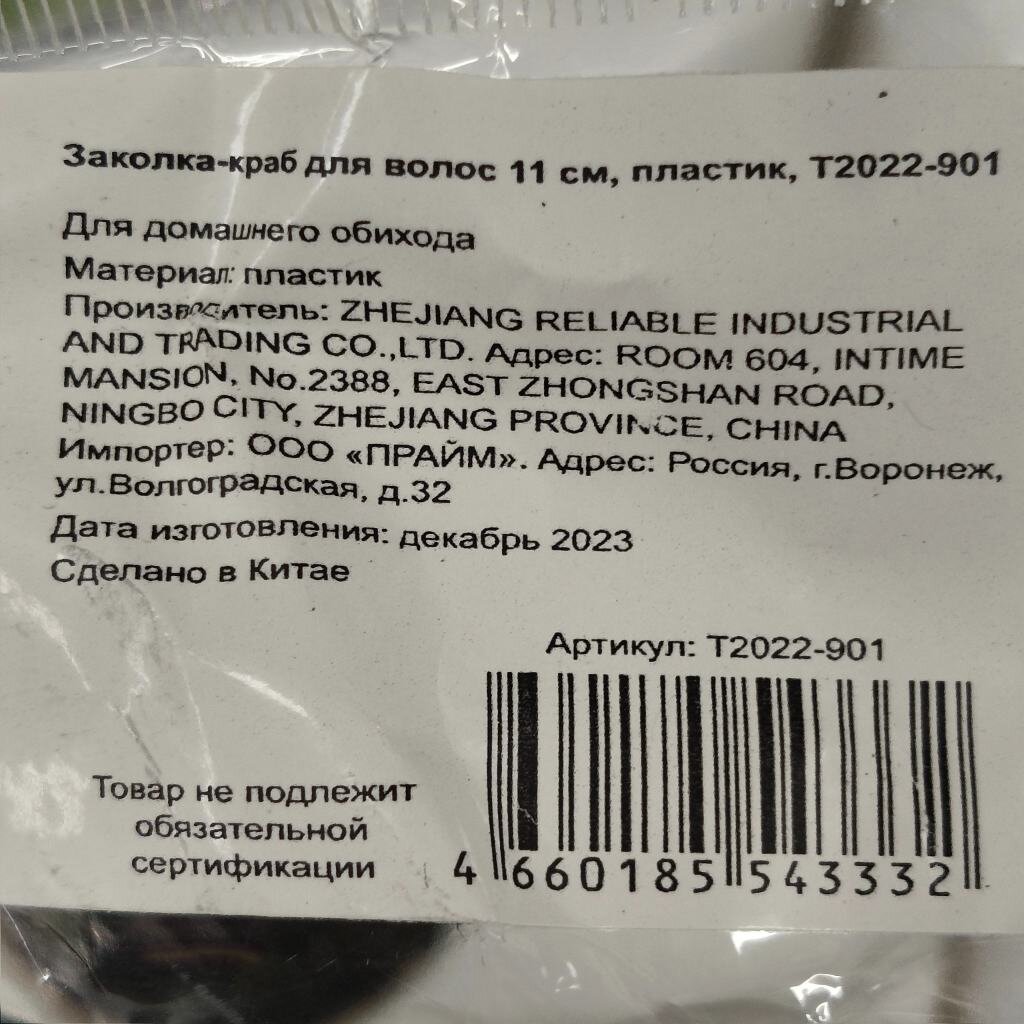 Заколка-краб для волос 11 см, пластик, Т2022-901
Для домашнего обихода
Материал: пластик
Производитель: ZHEJIANG RELIABLE INDUSTRIAL
AND TRADING CO.,LTD. Адрес: ROOM 604, INTIME
MANSION, No.2388, EAST ZHONGSHAN ROAD,
NINGBO CITY, ZHEJIANG PROVINCE, CHINA
Импортер: ООО «ПРАЙМ». Адрес: Россия, г.Воронеж,
ул.Волгоградская, д.32
Дата изготовления: декабрь 2023
Сделано в Китае
Артикул: Т2022-901
Товар не подлежит
обязательной
сертификации
4 660185 543332